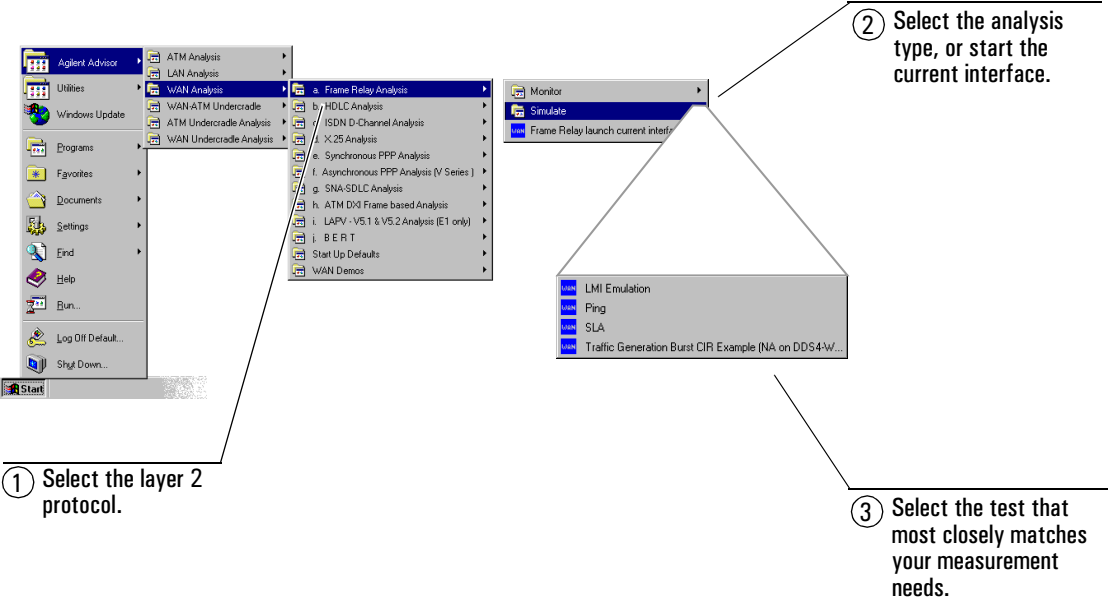 2 Select the analysis
type, or start the
current interface.
Agilent Advisor
Utilities
Windows Update
Programs
Favorites
Documents
Settings
Find
Help
Run...
Log Off Default...
Shut Down...
Start
ATM Analysis
LAN Analysis
WAN Analysis
WAN-ATM Undercradle
ATM Undercradle Analysis
WAN Undercradle Analysis
a. Frame Relay Analysis
b. HDLC Analysis
c. ISDN D-Channel Analysis
d. X.25 Analysis
e. Synchronous PPP Analysis
f. Asynchronous PPP Analysis (V Series )
g. SNA-SDLC Analysis
h. ATM DXI Frame based Analysis
i. LAPV - V5.1 & V5.2 Analysis (E1 only)
j. B E R T
Start Up Defaults
WAN Demos
Monitor
Simulate
WAN Frame Relay launch current interfa
WAN LMI Emulation
WAN Ping
WAN SLA
WAN Traffic Generation Burst CIR Example (NA on DDS4-W...
1 Select the layer 2
protocol.
3 Select the test that
most closely matches
your measurement
needs.